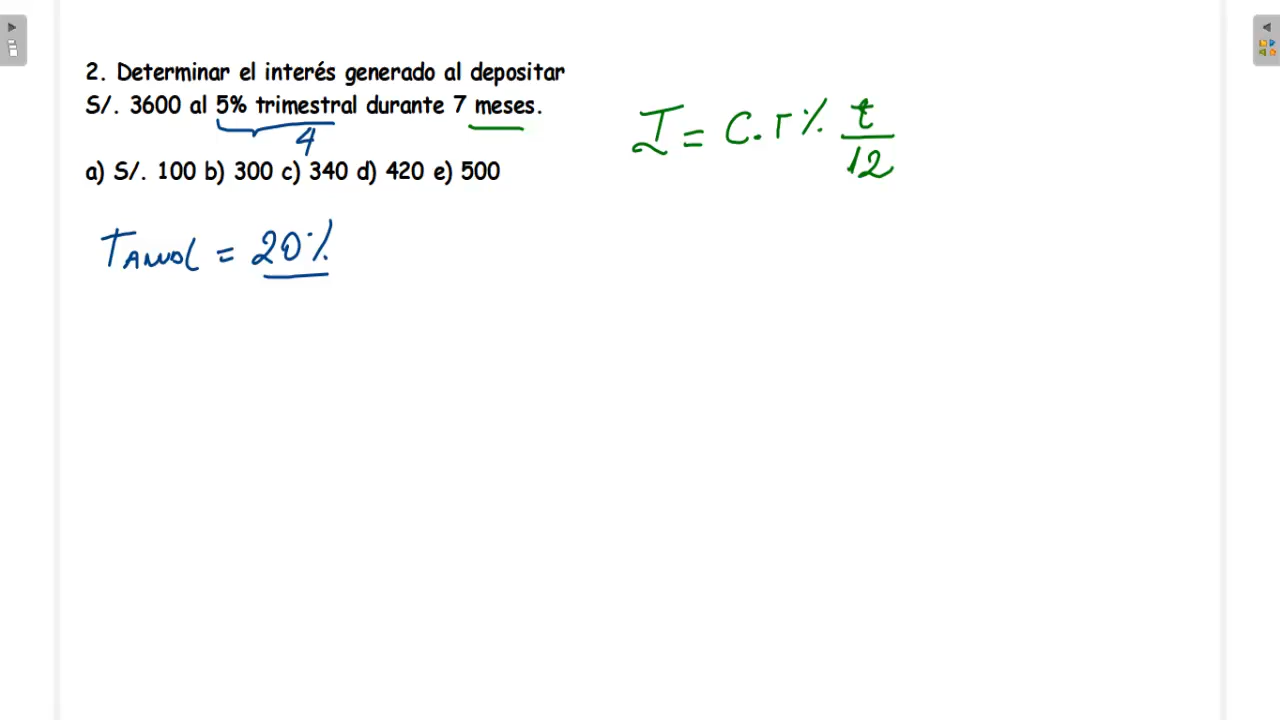 2. Determinar el interés generado al depositar
S/. 3600 al 5% trimestral durante 7 meses.
4
a) S/. 100 b) 300 c) 340 d) 420 e) 500
I = C. r % t/12
TANUAL = 20%